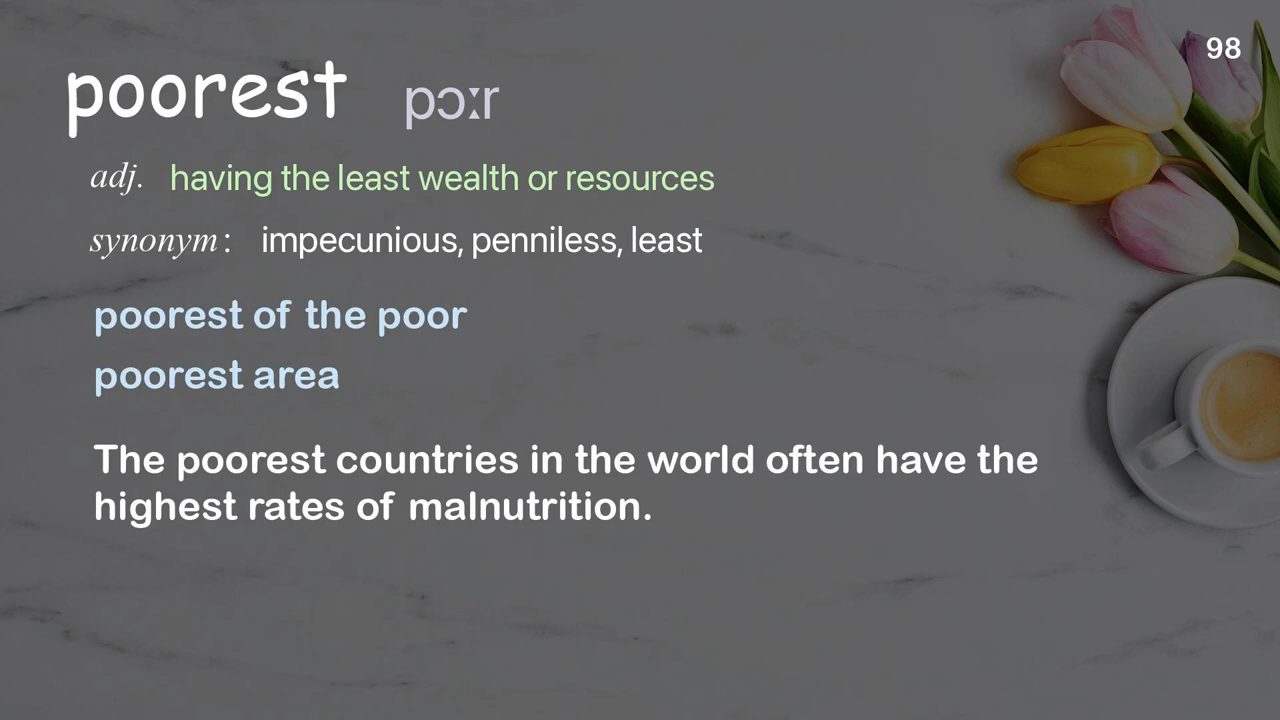 98
poorest pɔːr
adj. having the least wealth or resources
synonym: impecunious, penniless, least
poorest of the poor
poorest area
The poorest countries in the world often have the
highest rates of malnutrition.